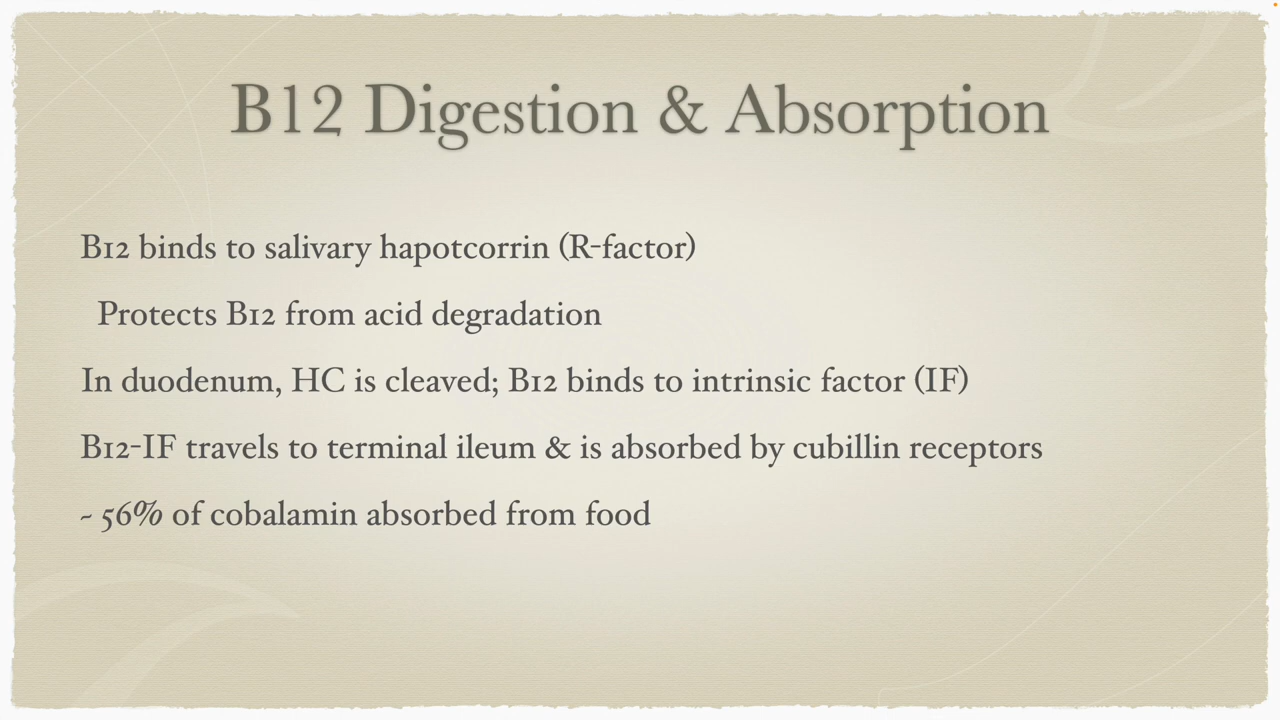 B12 Digestion & Absorption
B12 binds to salivary hapotcorrin (R-factor)
Protects B12 from acid degradation
In duodenum, HC is cleaved; B12 binds to intrinsic factor (IF)
B12-IF travels to terminal ileum & is absorbed by cubillin receptors
~ 56% of cobalamin absorbed from food